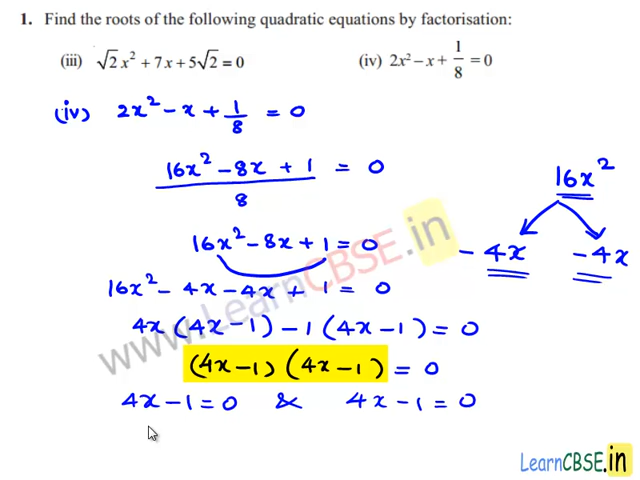 1. Find the roots of the following quadratic equations by factorisation:
(iii) √2x² + 7x + 5√2 = 0 (iv) 2x² – x + 1/8 = 0
(iv) 2x² - x + 1/8 = 0
(16x² - 8x + 1)/8 = 0
16x²
16x² - 8x + 1 = 0
- 4x - 4x
16x² - 4x - 4x + 1 = 0
4x (4x - 1) - 1 (4x - 1) = 0
(4x - 1) (4x - 1) = 0
4x - 1 = 0 & 4x - 1 = 0
www.LearnCBSE.in
LearnCBSE.in